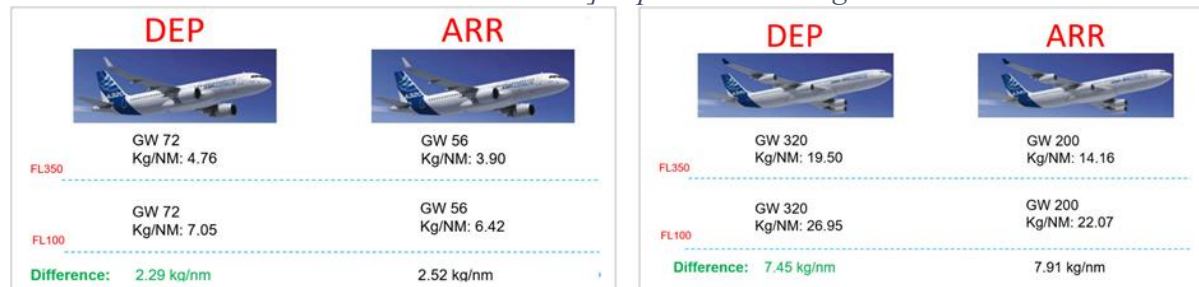 DEP ARR
GW 72 GW 56
Kg/NM: 4.76 Kg/NM: 3.90
FL350
GW 72 GW 56
Kg/NM: 7.05 Kg/NM: 6.42
FL100
Difference: 2.29 kg/nm 2.52 kg/nm
DEP ARR
GW 320 GW 200
Kg/NM: 19.50 Kg/NM: 14.16
FL350
GW 320 GW 200
Kg/NM: 26.95 Kg/NM: 22.07
FL100
Difference: 7.45 kg/nm 7.91 kg/nm